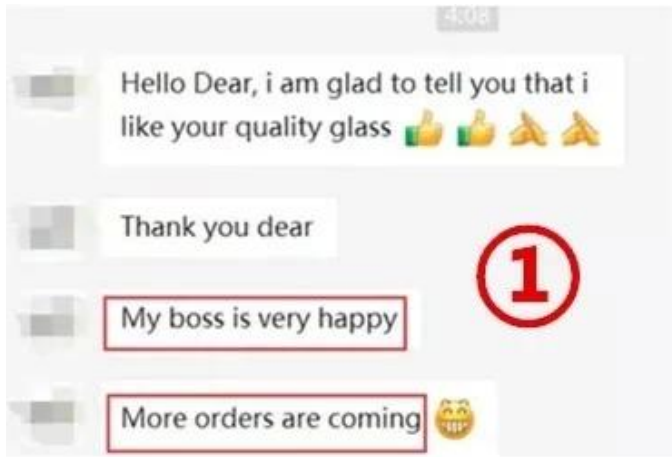 4:08
Hello Dear, i am glad to tell you that i
like your quality glass 👍 👍 🙏 🙏
Thank you dear
①
My boss is very happy
More orders are coming 😁